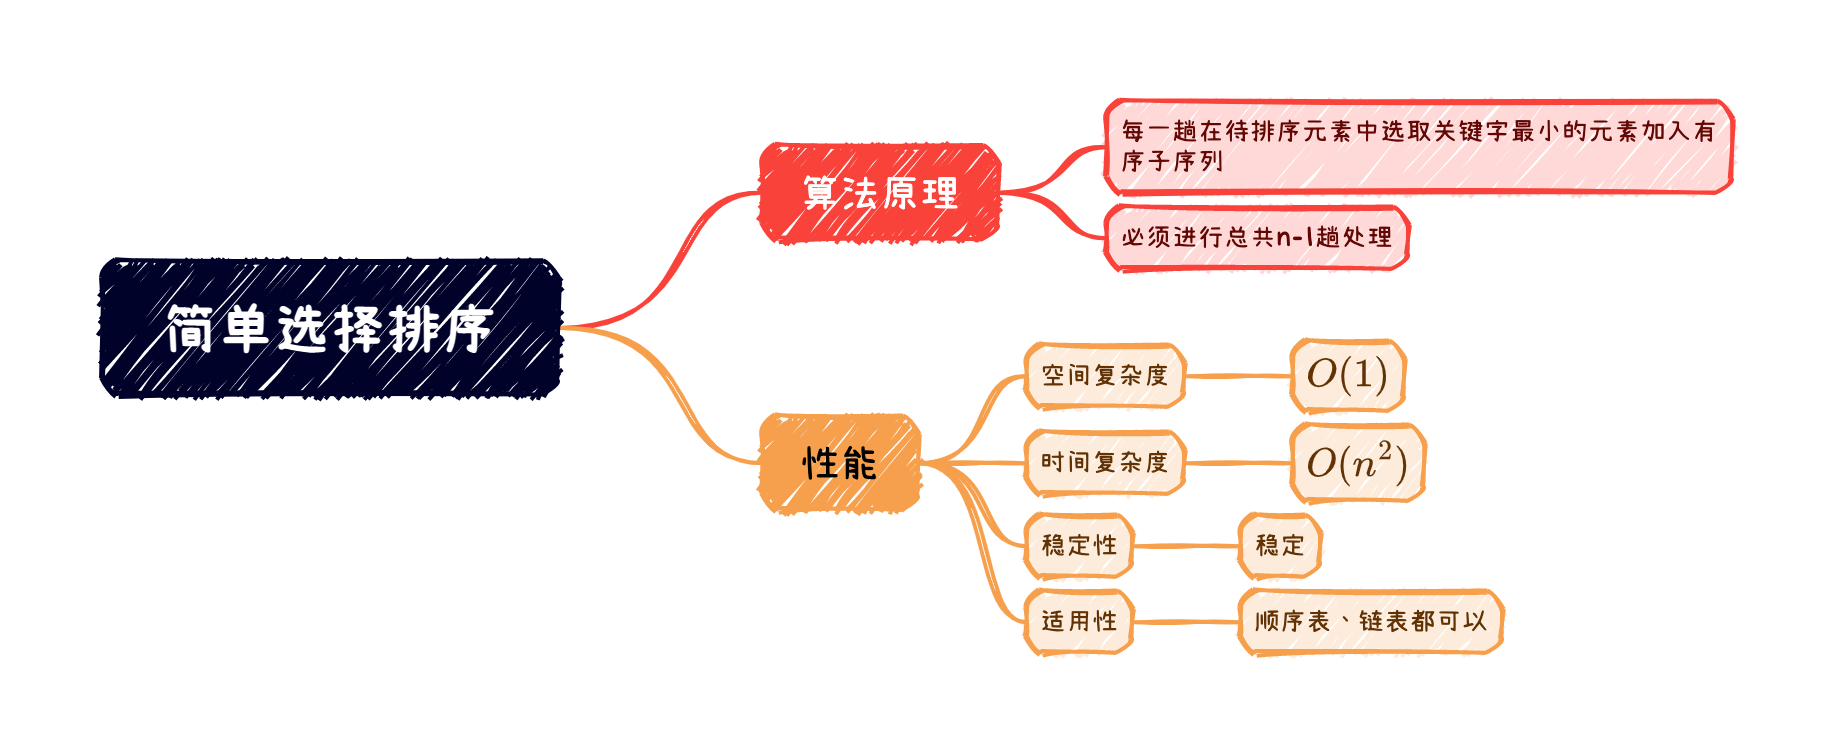 简单选择排序
算法原理
每一趟在待排序元素中选取关键字最小的元素加入有
序子序列
必须进行总共n-1趟处理
性能
空间复杂度
O(1)
时间复杂度
O(n²)
稳定性
稳定
适用性
顺序表、链表都可以